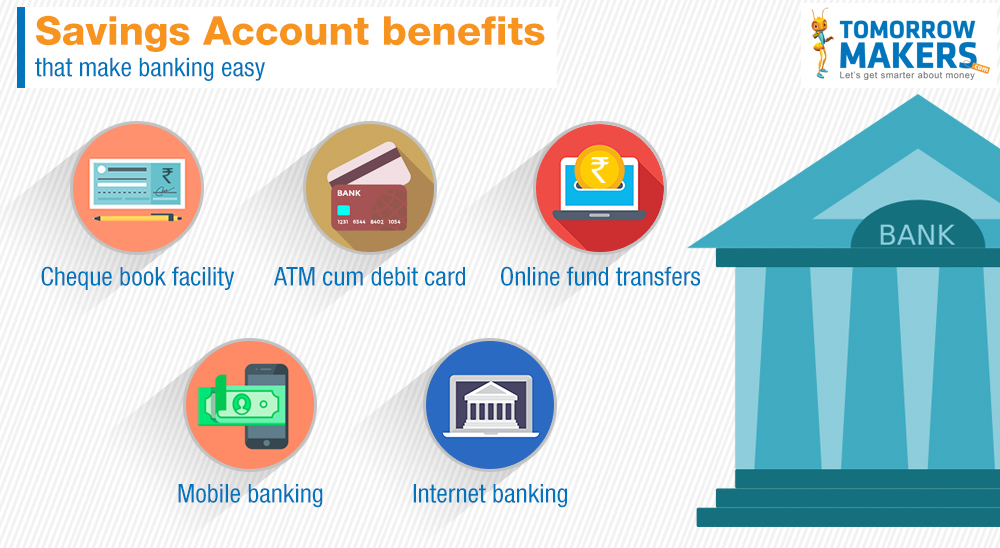 Savings Account benefits
that make banking easy
TOMORROW
MAKERS.com
Let's get smarter about money
₹
BANK
1231 6544 8402 1054
₹
Cheque book facility
ATM cum debit card
Online fund transfers
BANK
Mobile banking
Internet banking